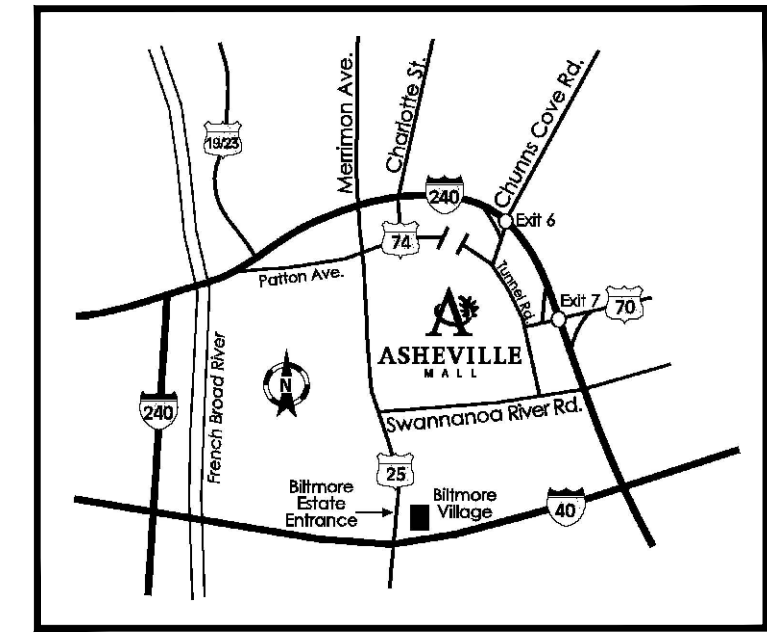 19/23
Merrimon Ave.
Charlotte St.
Chunns Cove Rd.
240
Exit 6
74
Patton Ave.
Tunnel Rd.
Exit 7
70
A
ASHEVILLE
MALL
N
240
French Broad River
Swannanoa River Rd.
25
Biltmore
Estate
Entrance
Biltmore
Village
40